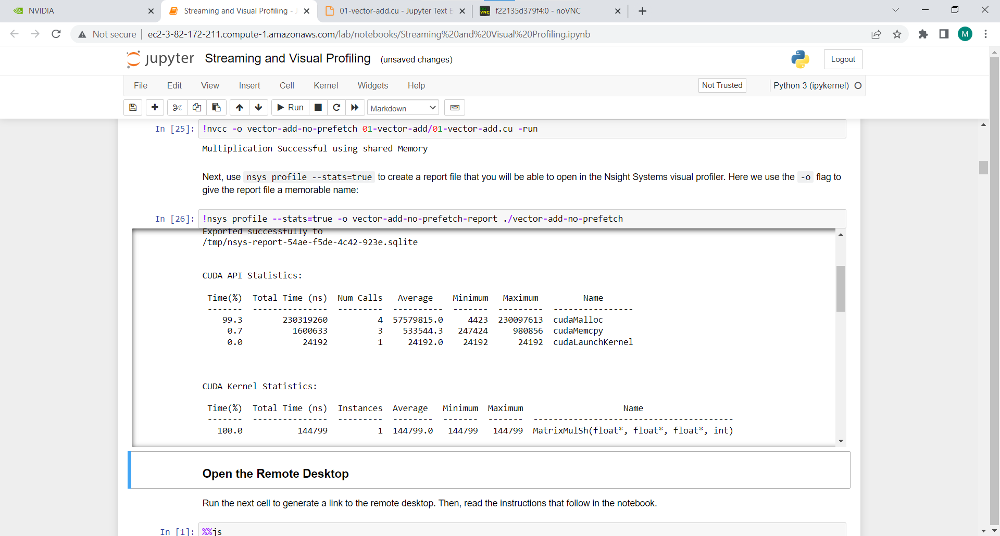 NVIDIA
Streaming and Visual Profiling - J
01-vector-add.cu - Jupyter Text E
VNC f22135d379f4:0 - noVNC
Not secure | ec2-3-82-172-211.compute-1.amazonaws.com/lab/notebooks/Streaming%20and%20Visual%20Profiling.ipynb
M
jupyter Streaming and Visual Profiling (unsaved changes)
Logout
File Edit View Insert Cell Kernel Widgets Help
Not Trusted
Python 3 (ipykernel)
Run
Markdown
In [25]: !nvcc -o vector-add-no-prefetch 01-vector-add/01-vector-add.cu -run
Multiplication Successful using shared Memory
Next, use nsys profile --stats=true to create a report file that you will be able to open in the Nsight Systems visual profiler. Here we use the -o flag to
give the report file a memorable name:
In [26]: !nsys profile --stats=true -o vector-add-no-prefetch-report ./vector-add-no-prefetch
Exported successfully to
/tmp/nsys-report-54ae-f5de-4c42-923e.sqlite
CUDA API Statistics:
Time(%) Total Time (ns) Num Calls Average Minimum Maximum Name
------- --------------- --------- ---------- ------- --------- ----------------
99.3 230319260 4 57579815.0 4423 230097613 cudaMalloc
0.7 1600633 3 533544.3 247424 980856 cudaMemcpy
0.0 24192 1 24192.0 24192 24192 cudaLaunchKernel
CUDA Kernel Statistics:
Time(%) Total Time (ns) Instances Average Minimum Maximum Name
------- --------------- --------- -------- ------- ------- ----------------------------------------
100.0 144799 1 144799.0 144799 144799 MatrixMulSh(float*, float*, float*, int)
Open the Remote Desktop
Run the next cell to generate a link to the remote desktop. Then, read the instructions that follow in the notebook.
In [1]: %%js